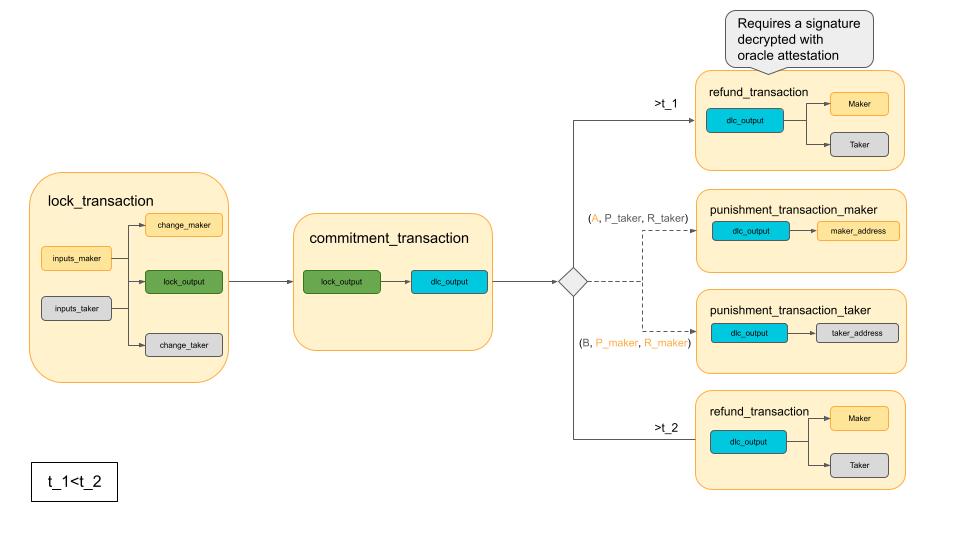 Requires a signature
decrypted with
oracle attestation
refund_transaction
>t_1
dlc_output
Maker
Taker
lock_transaction
change_maker
inputs_maker
lock_output
inputs_taker
change_taker
commitment_transaction
lock_output
dlc_output
(A, P_taker, R_taker)
punishment_transaction_maker
dlc_output
maker_address
punishment_transaction_taker
dlc_output
taker_address
(B, P_maker, R_maker)
>t_2
refund_transaction
dlc_output
Maker
Taker
t_1<t_2